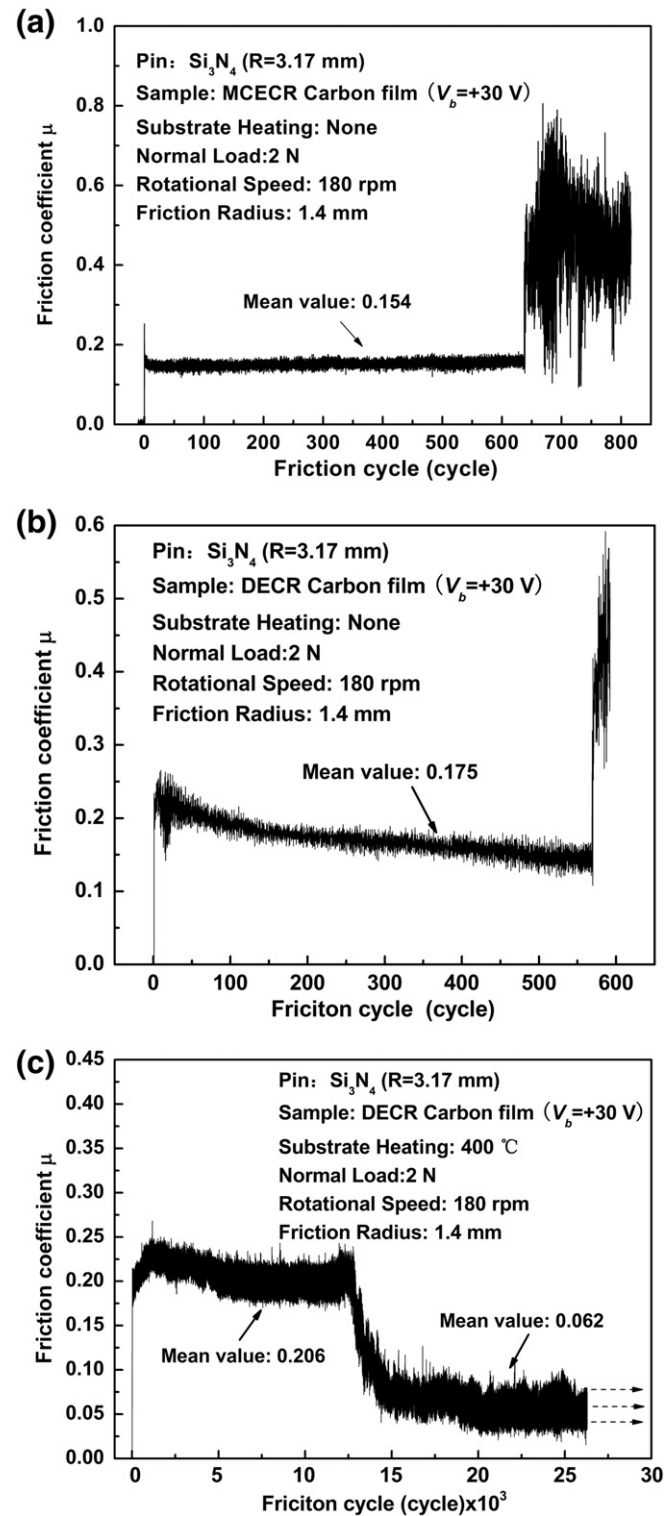 (a)
1.0
0.8
0.6
0.4
0.2
0.0
Friction coefficient μ
Pin: Si₃N₄ (R=3.17 mm)
Sample: MCECR Carbon film (V_b=+30 V)
Substrate Heating: None
Normal Load:2 N
Rotational Speed: 180 rpm
Friction Radius: 1.4 mm
Mean value: 0.154
0 100 200 300 400 500 600 700 800
Friction cycle (cycle)
(b)
0.6
0.5
0.4
0.3
0.2
0.1
0.0
Friction coefficient μ
Pin: Si₃N₄ (R=3.17 mm)
Sample: DECR Carbon film (V_b=+30 V)
Substrate Heating: None
Normal Load:2 N
Rotational Speed: 180 rpm
Friction Radius: 1.4 mm
Mean value: 0.175
0 100 200 300 400 500 600
Friciton cycle (cycle)
(c)
0.45
0.40
0.35
0.30
0.25
0.20
0.15
0.10
0.05
0.00
Friction coefficient μ
Pin: Si₃N₄ (R=3.17 mm)
Sample: DECR Carbon film (V_b=+30 V)
Substrate Heating: 400 ℃
Normal Load:2 N
Rotational Speed: 180 rpm
Friction Radius: 1.4 mm
Mean value: 0.206
Mean value: 0.062
0 5 10 15 20 25 30
Friciton cycle (cycle)x10³